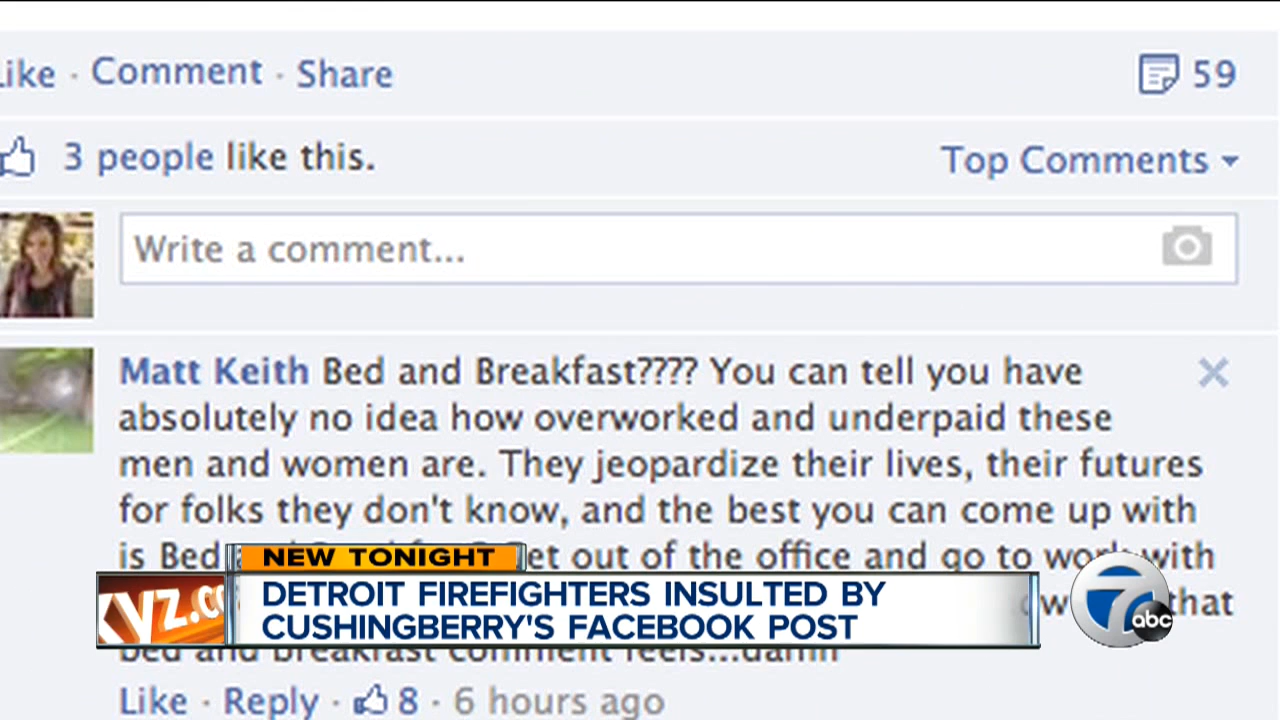 Like · Comment · Share 59
3 people like this.
Top Comments
Write a comment...
Matt Keith Bed and Breakfast???? You can tell you have
absolutely no idea how overworked and underpaid these
men and women are. They jeopardize their lives, their futures
for folks they don't know, and the best you can come up with
is Bed out of the office and go to work with
that
bed and breakfast comment feels...damn
NEW TONIGHT
DETROIT FIREFIGHTERS INSULTED BY
CUSHINGBERRY'S FACEBOOK POST
7 abc
Like · Reply · 8 · 6 hours ago